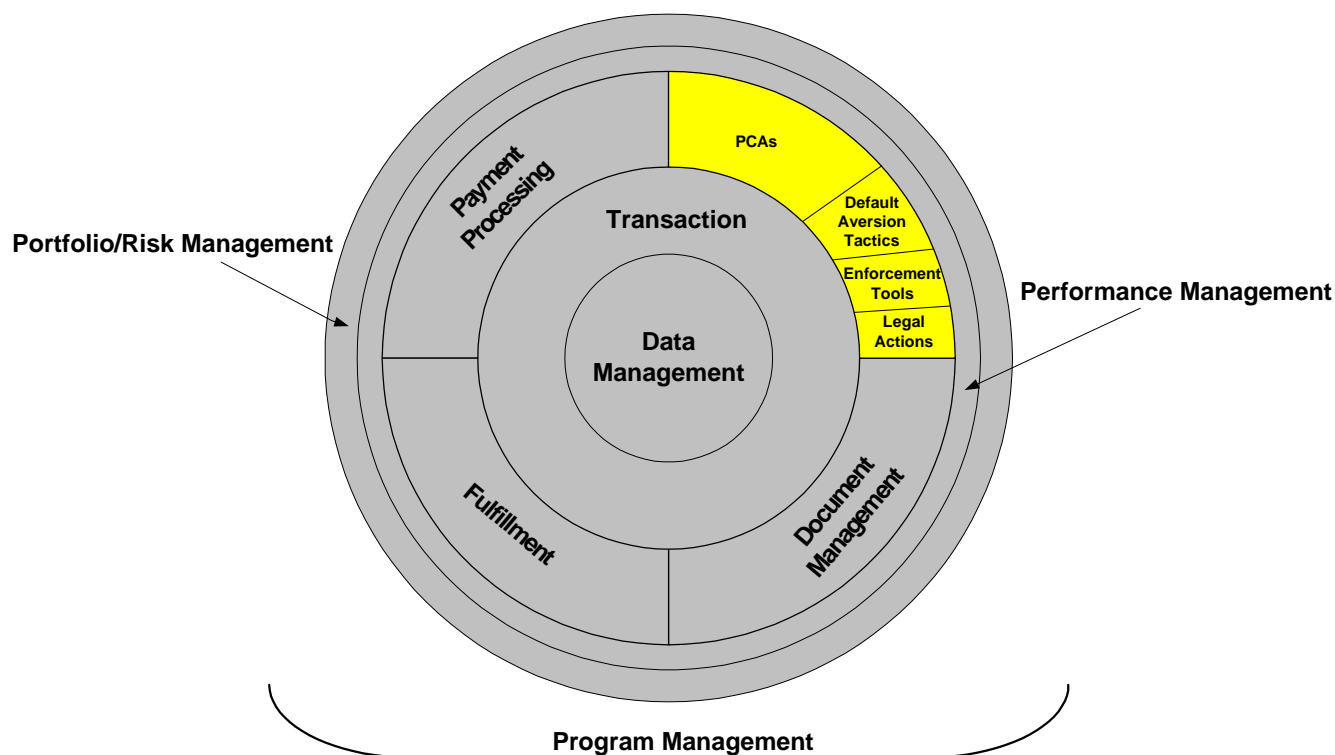 PCAs
Payment
Processing
Default
Aversion
Tactics
Transaction
Portfolio/Risk Management
Enforcement
Tools
Performance Management
Legal
Actions
Data
Management
Document
Management
Fulfillment
Program Management